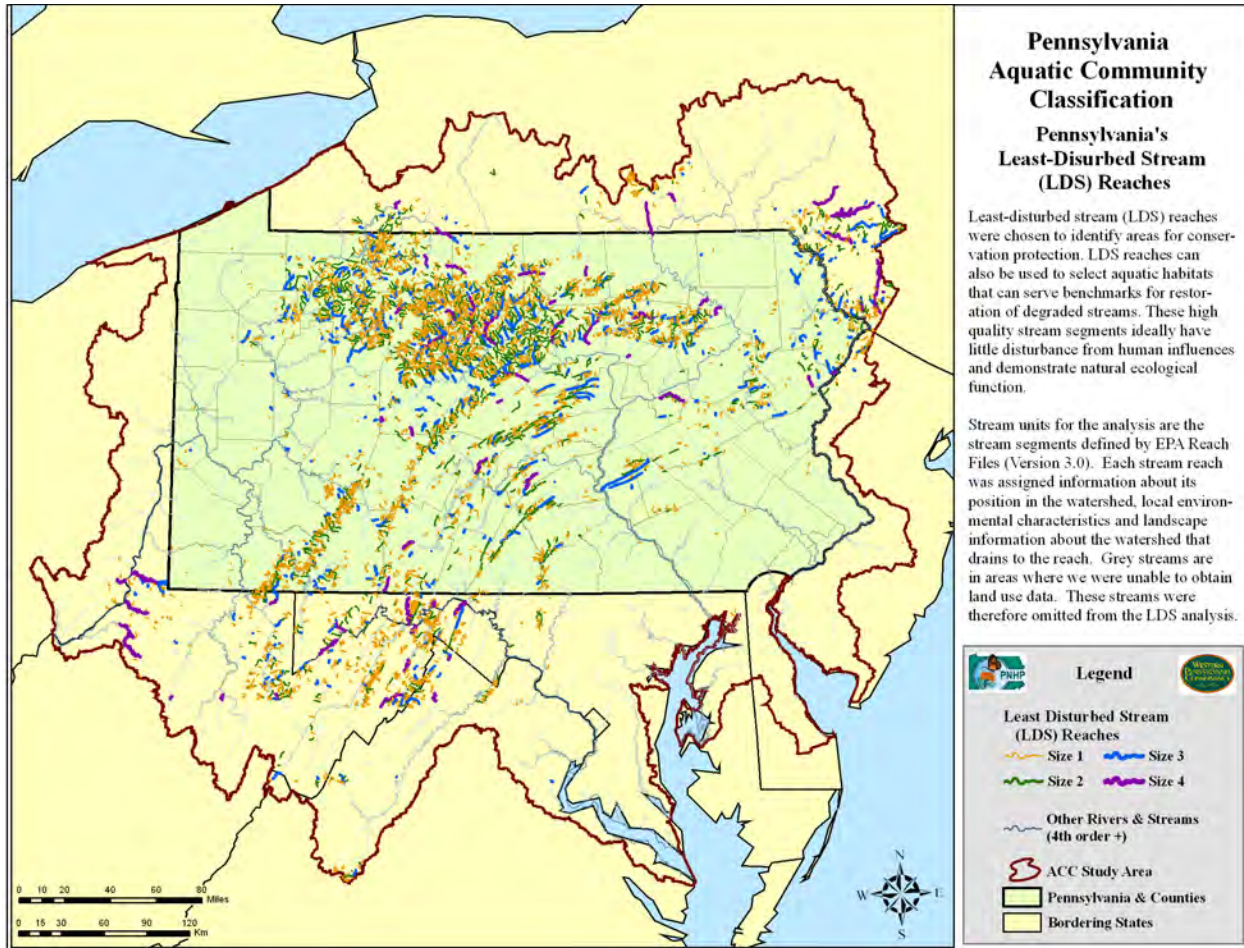 Pennsylvania
Aquatic Community
Classification
Pennsylvania's
Least-Disurbed Stream
(LDS) Reaches
Least-disturbed stream (LDS) reaches
were chosen to identify areas for conser-
vation protection. LDS reaches can
also be used to select aquatic habitats
that can serve benchmarks for restor-
ation of degraded streams. These high
quality stream segments ideally have
little disturbance from human influences
and demonstrate natural ecological
function.
Stream units for the analysis are the
stream segments defined by EPA Reach
Files (Version 3.0). Each stream reach
was assigned information about its
position in the watershed, local environ-
mental characteristics and landscape
information about the watershed that
drains to the reach. Grey streams are
in areas where we were unable to obtain
land use data. These streams were
therefore omitted from the LDS analysis.
PNHP
Legend
Western
Pennsylvania
Conservancy
Least Disturbed Stream
(LDS) Reaches
Size 1
Size 3
Size 2
Size 4
Other Rivers & Streams
(4th order +)
ACC Study Area
Pennsylvania & Counties
Bordering States
N
W
E
S
0 10 20 40 60 80
Miles
0 15 30 60 90 120
Km